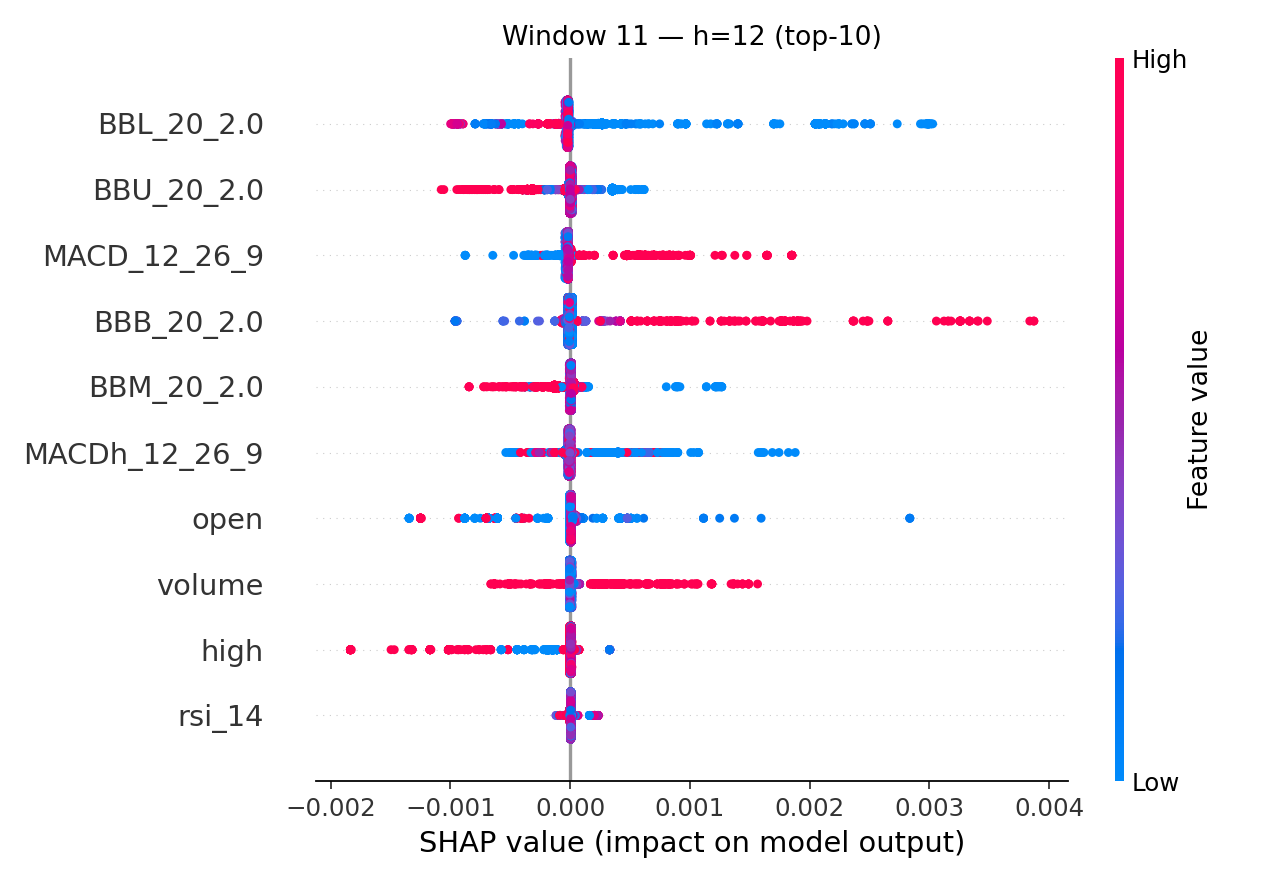 Window 11 — h=12 (top-10)
High
BBL_20_2.0
BBU_20_2.0
MACD_12_26_9
BBB_20_2.0
BBM_20_2.0
MACDh_12_26_9
open
volume
high
rsi_14
Feature value
Low
−0.002 −0.001 0.000 0.001 0.002 0.003 0.004
SHAP value (impact on model output)